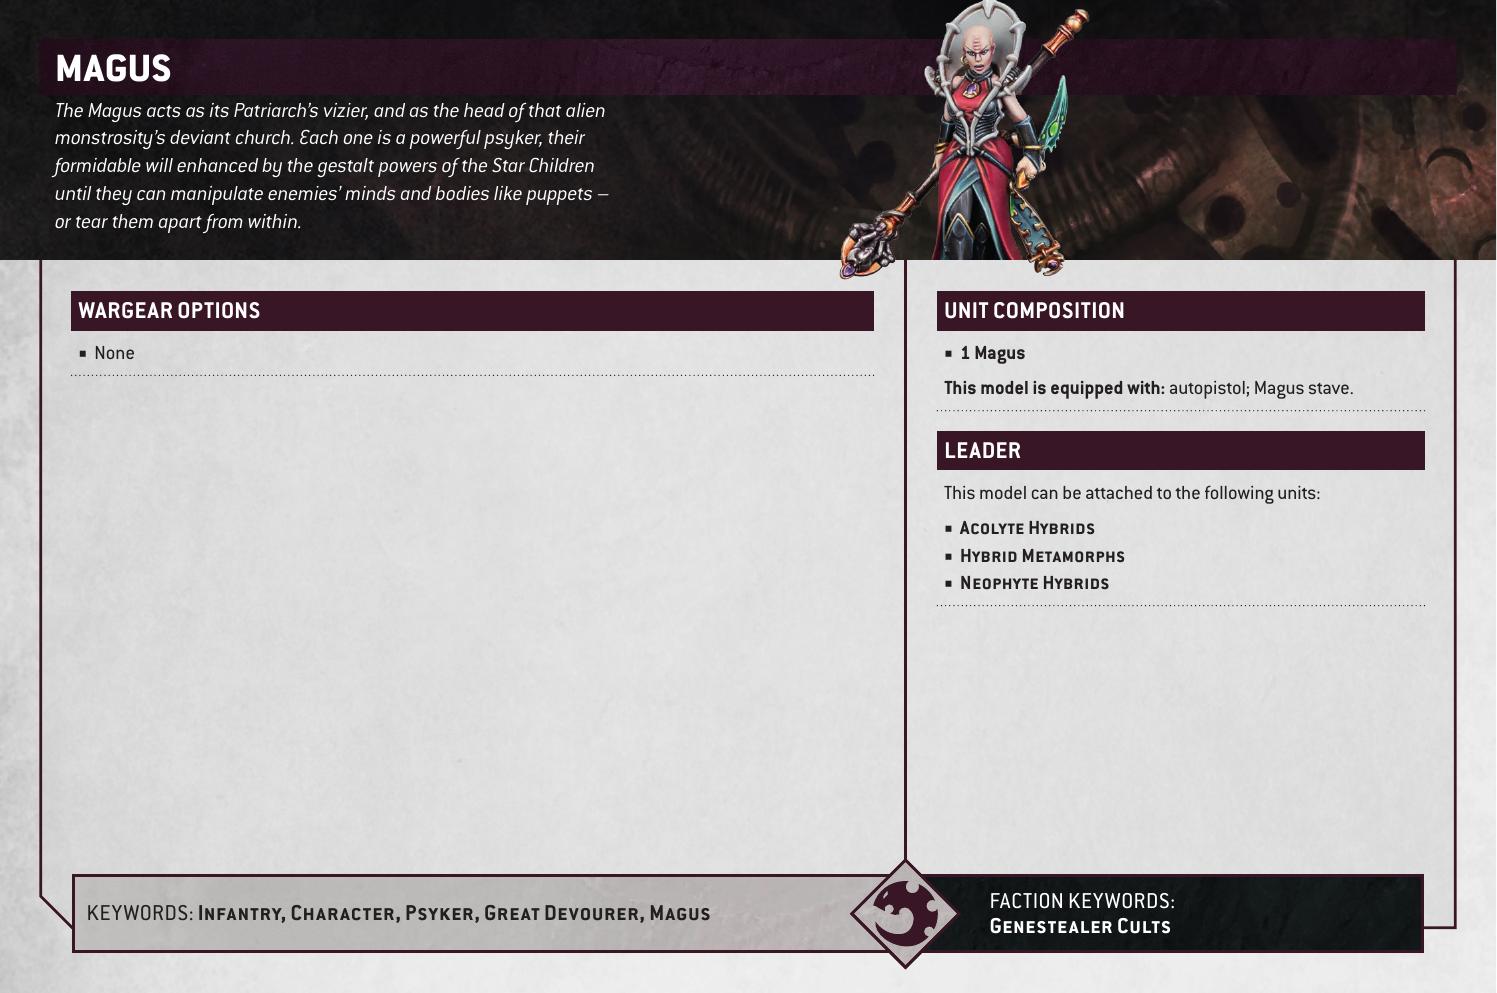 MAGUS
The Magus acts as its Patriarch’s vizier, and as the head of that alien
monstrosity’s deviant church. Each one is a powerful psyker, their
formidable will enhanced by the gestalt powers of the Star Children
until they can manipulate enemies’ minds and bodies like puppets –
or tear them apart from within.
WARGEAR OPTIONS
■ None
UNIT COMPOSITION
■ 1 Magus
This model is equipped with: autopistol; Magus stave.
LEADER
This model can be attached to the following units:
■ Acolyte Hybrids
■ Hybrid Metamorphs
■ Neophyte Hybrids
KEYWORDS: Infantry, Character, Psyker, Great Devourer, Magus
FACTION KEYWORDS:
Genestealer Cults